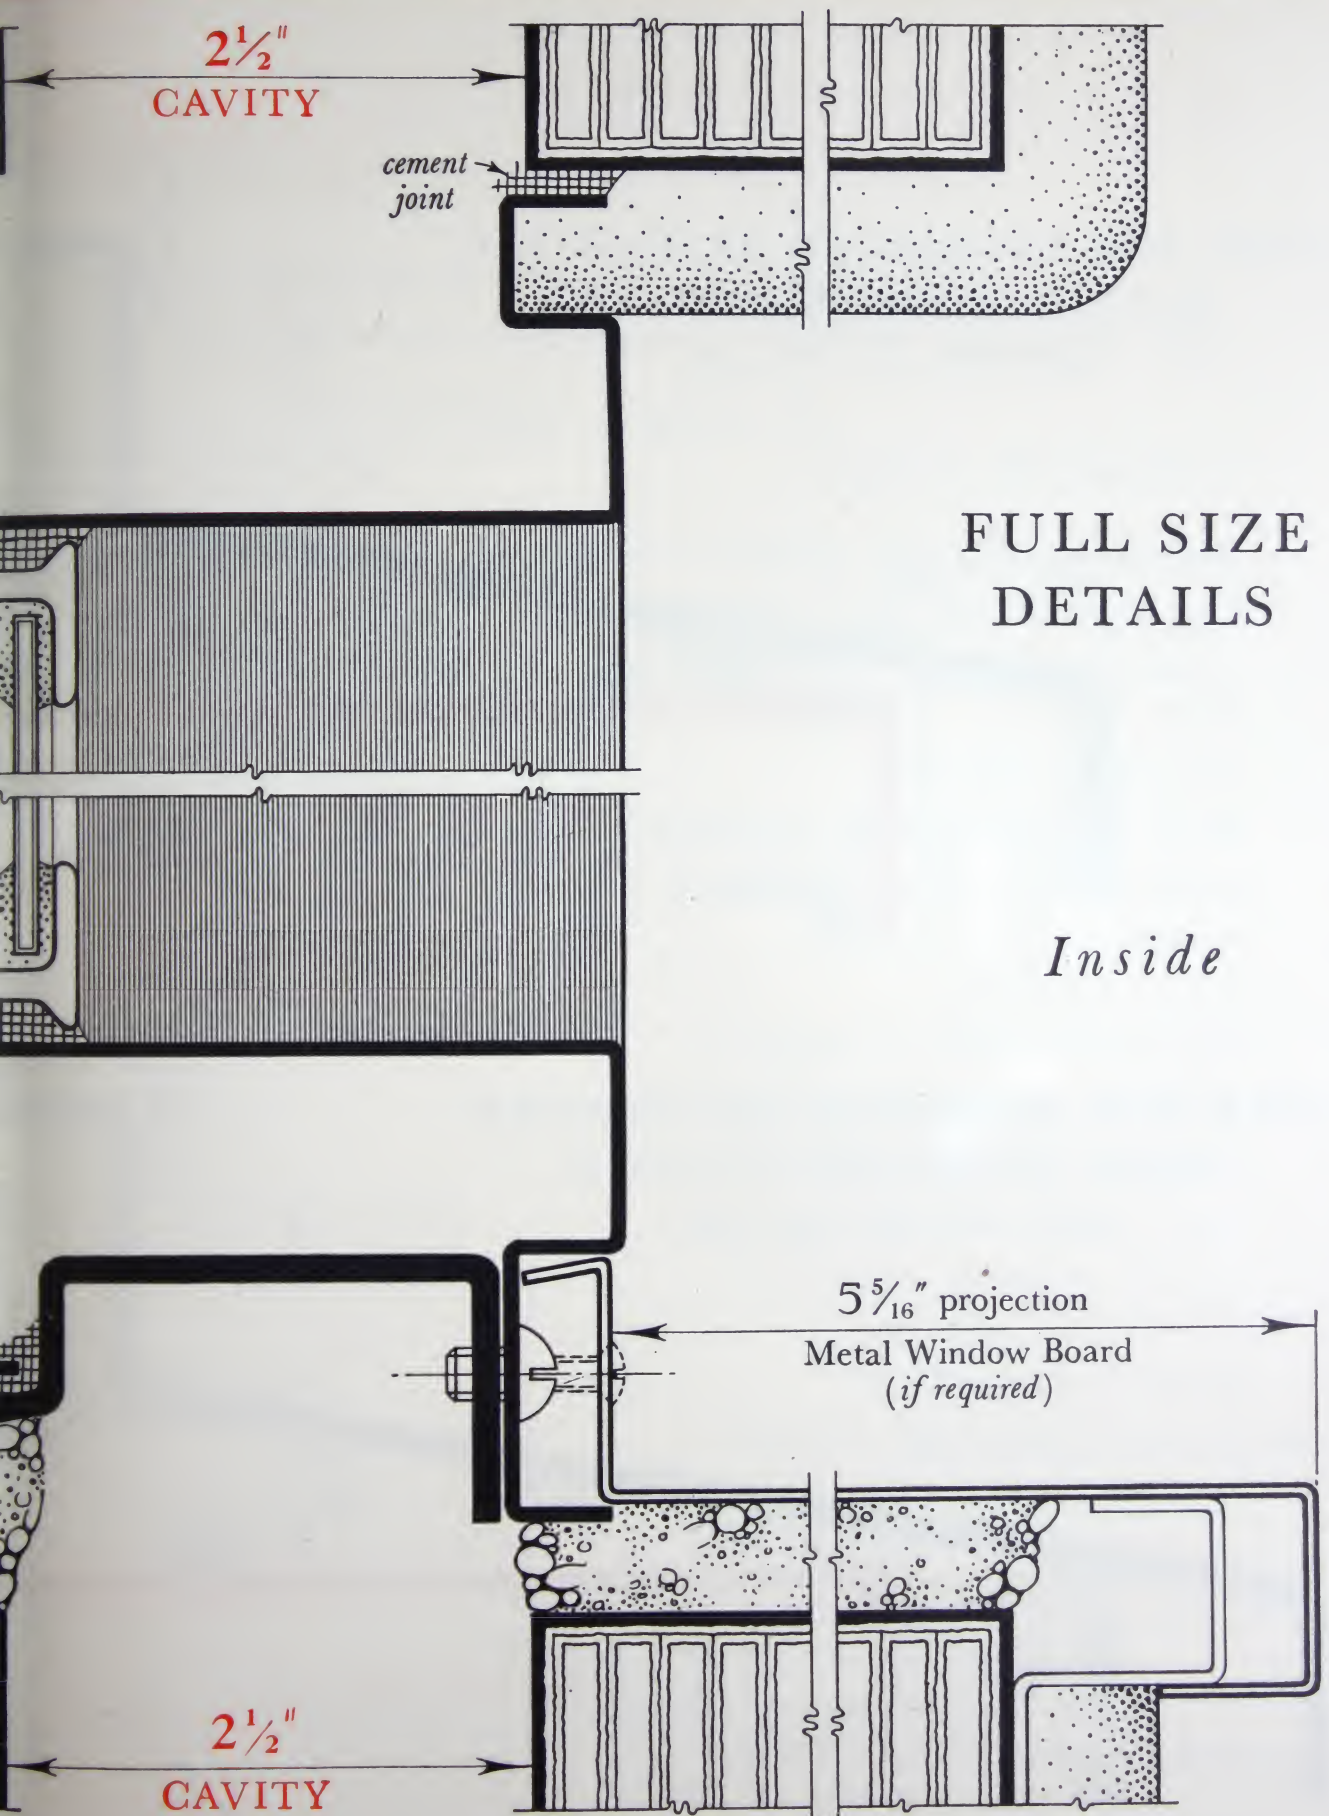 2½"
CAVITY
cement
joint
FULL SIZE
DETAILS
Inside
5 5/16" projection
Metal Window Board
(if required)
2½"
CAVITY